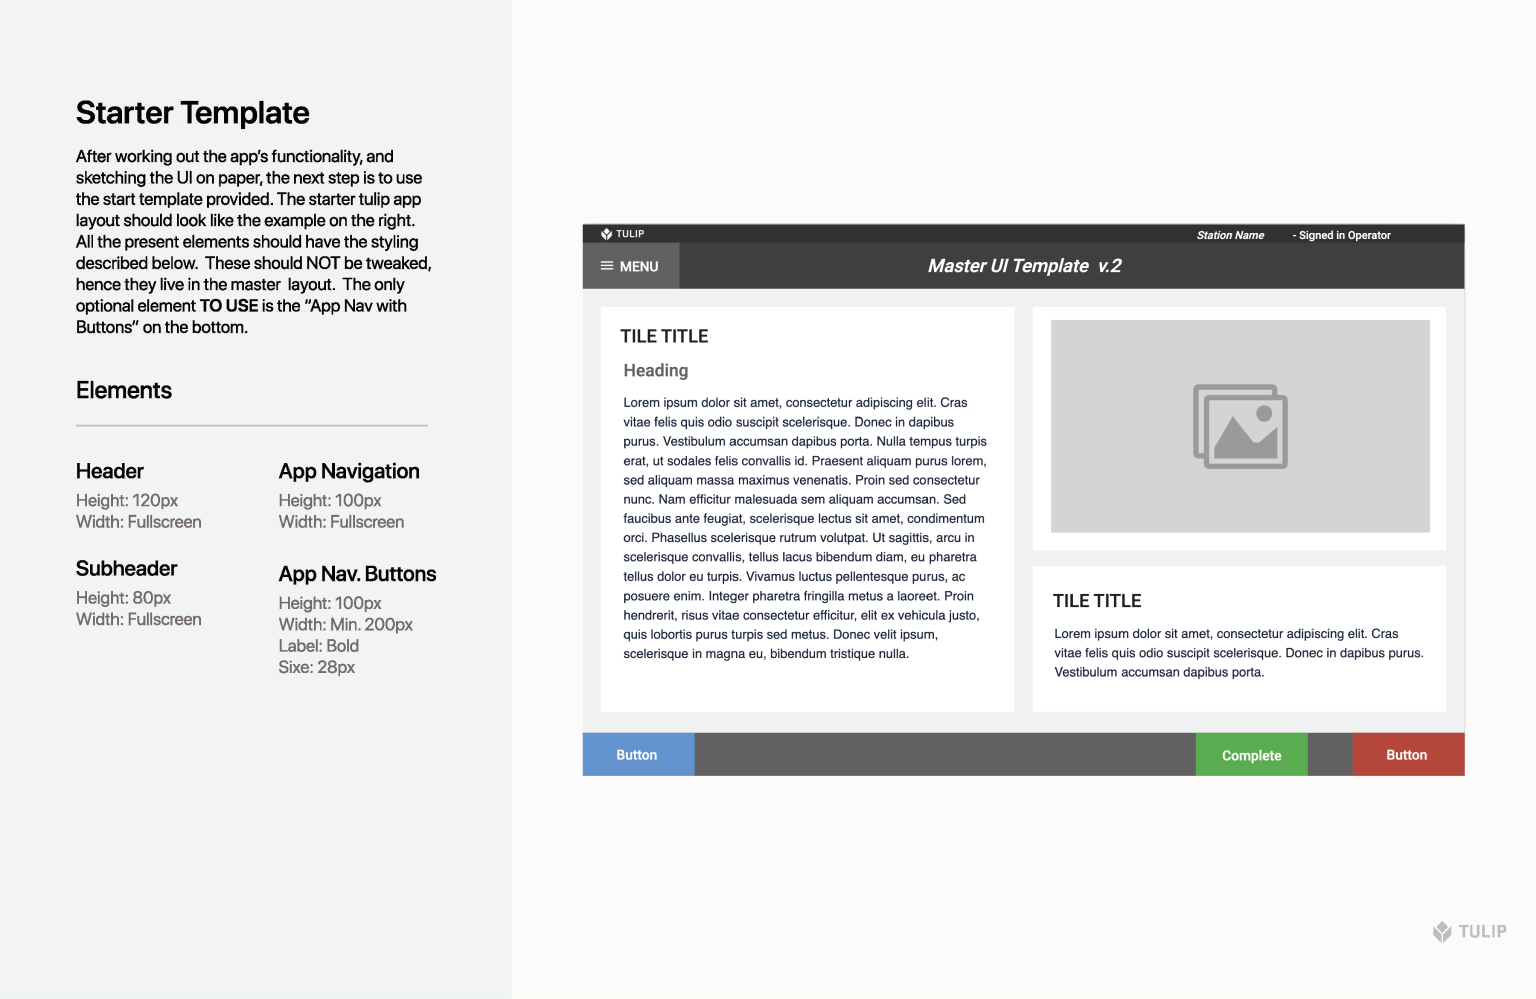 Starter Template
After working out the app's functionality, and
sketching the UI on paper, the next step is to use
the start template provided. The starter tulip app
layout should look like the example on the right.
All the present elements should have the styling
described below.  These should NOT be tweaked,
hence they live in the master  layout.  The only
optional element TO USE is the “App Nav with
Buttons” on the bottom.
Elements
Header
Height: 120px
Width: Fullscreen
App Navigation
Height: 100px
Width: Fullscreen
Subheader
Height: 80px
Width: Fullscreen
App Nav. Buttons
Height: 100px
Width: Min. 200px
Label: Bold
Sixe: 28px
TULIP
Station Name
- Signed in Operator
MENU
Master UI Template  v.2
TILE TITLE
Heading
Lorem ipsum dolor sit amet, consectetur adipiscing elit. Cras
vitae felis quis odio suscipit scelerisque. Donec in dapibus
purus. Vestibulum accumsan dapibus porta. Nulla tempus turpis
erat, ut sodales felis convallis id. Praesent aliquam purus lorem,
sed aliquam massa maximus venenatis. Proin sed consectetur
nunc. Nam efficitur malesuada sem aliquam accumsan. Sed
faucibus ante feugiat, scelerisque lectus sit amet, condimentum
orci. Phasellus scelerisque rutrum volutpat. Ut sagittis, arcu in
scelerisque convallis, tellus lacus bibendum diam, eu pharetra
tellus dolor eu turpis. Vivamus luctus pellentesque purus, ac
posuere enim. Integer pharetra fringilla metus a laoreet. Proin
hendrerit, risus vitae consectetur efficitur, elit ex vehicula justo,
quis lobortis purus turpis sed metus. Donec velit ipsum,
scelerisque in magna eu, bibendum tristique nulla.
TILE TITLE
Lorem ipsum dolor sit amet, consectetur adipiscing elit. Cras
vitae felis quis odio suscipit scelerisque. Donec in dapibus purus.
Vestibulum accumsan dapibus porta.
Button
Complete
Button
TULIP